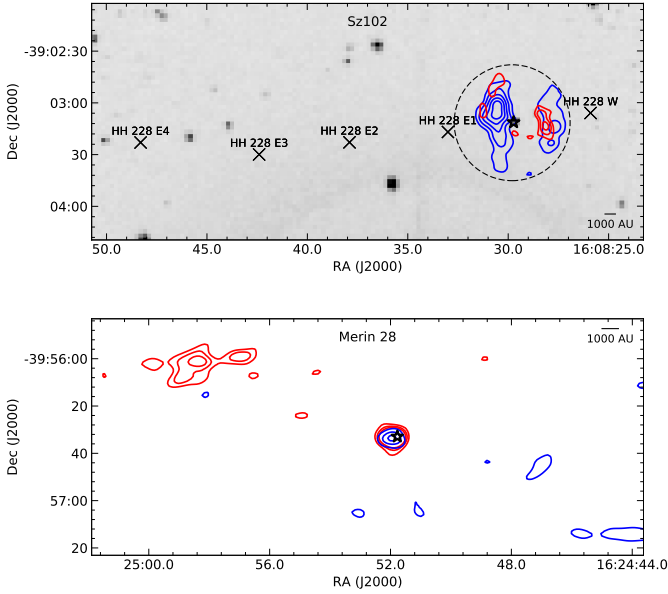 Sz102
-39:02:30
Dec (J2000)
03:00
HH 228 W
HH 228 E4
HH 228 E3
HH 228 E2
HH 228 E1
30
04:00
1000 AU
50.0 45.0 40.0 35.0 30.0 16:08:25.0
RA (J2000)
Merin 28
1000 AU
-39:56:00
Dec (J2000)
20
40
57:00
20
25:00.0 56.0 52.0 48.0 16:24:44.0
RA (J2000)